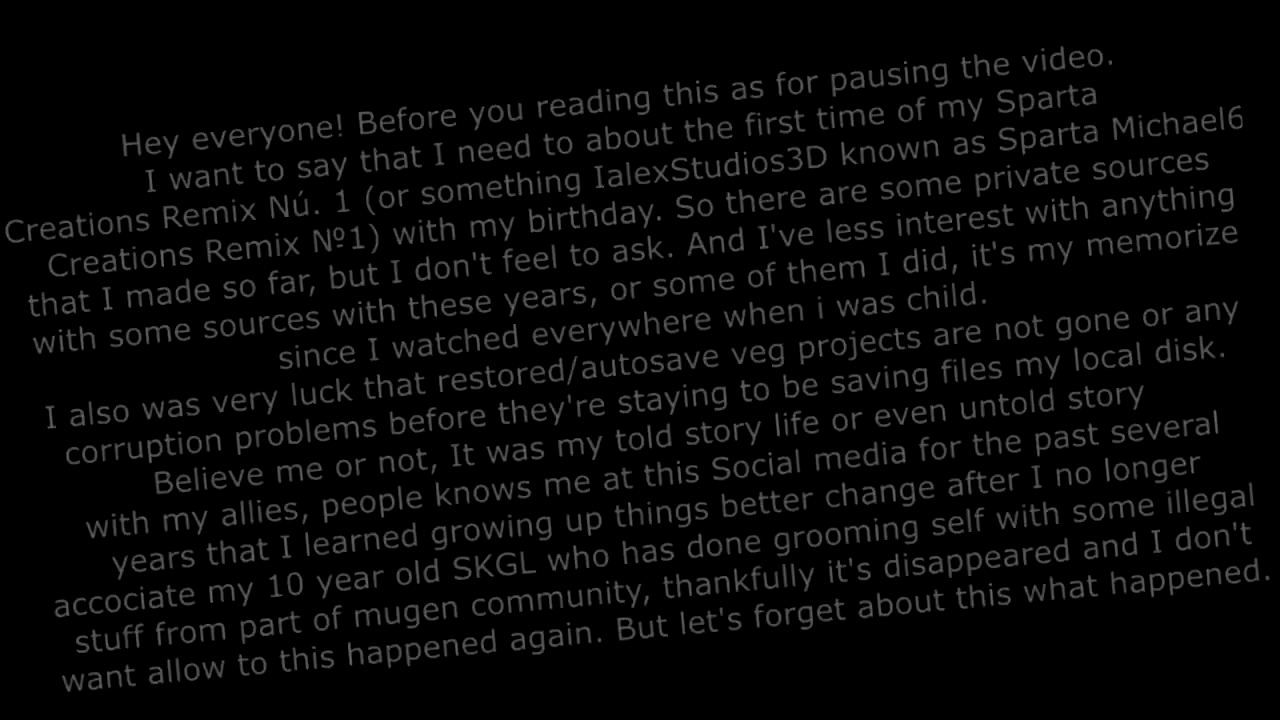 Hey everyone! Before you reading this as for pausing the video.
I want to say that I need to about the first time of my Sparta
Creations Remix Nú. 1 (or something IalexStudios3D known as Sparta Michael6
Creations Remix Nº1) with my birthday. So there are some private sources
that I made so far, but I don't feel to ask. And I've less interest with anything
with some sources with these years, or some of them I did, it's my memorize
since I watched everywhere when i was child.
I also was very luck that restored/autosave veg projects are not gone or any
corruption problems before they're staying to be saving files my local disk.
Believe me or not, It was my told story life or even untold story
with my allies, people knows me at this Social media for the past several
years that I learned growing up things better change after I no longer
accociate my 10 year old SKGL who has done grooming self with some illegal
stuff from part of mugen community, thankfully it's disappeared and I don't
want allow to this happened again. But let's forget about this what happened.